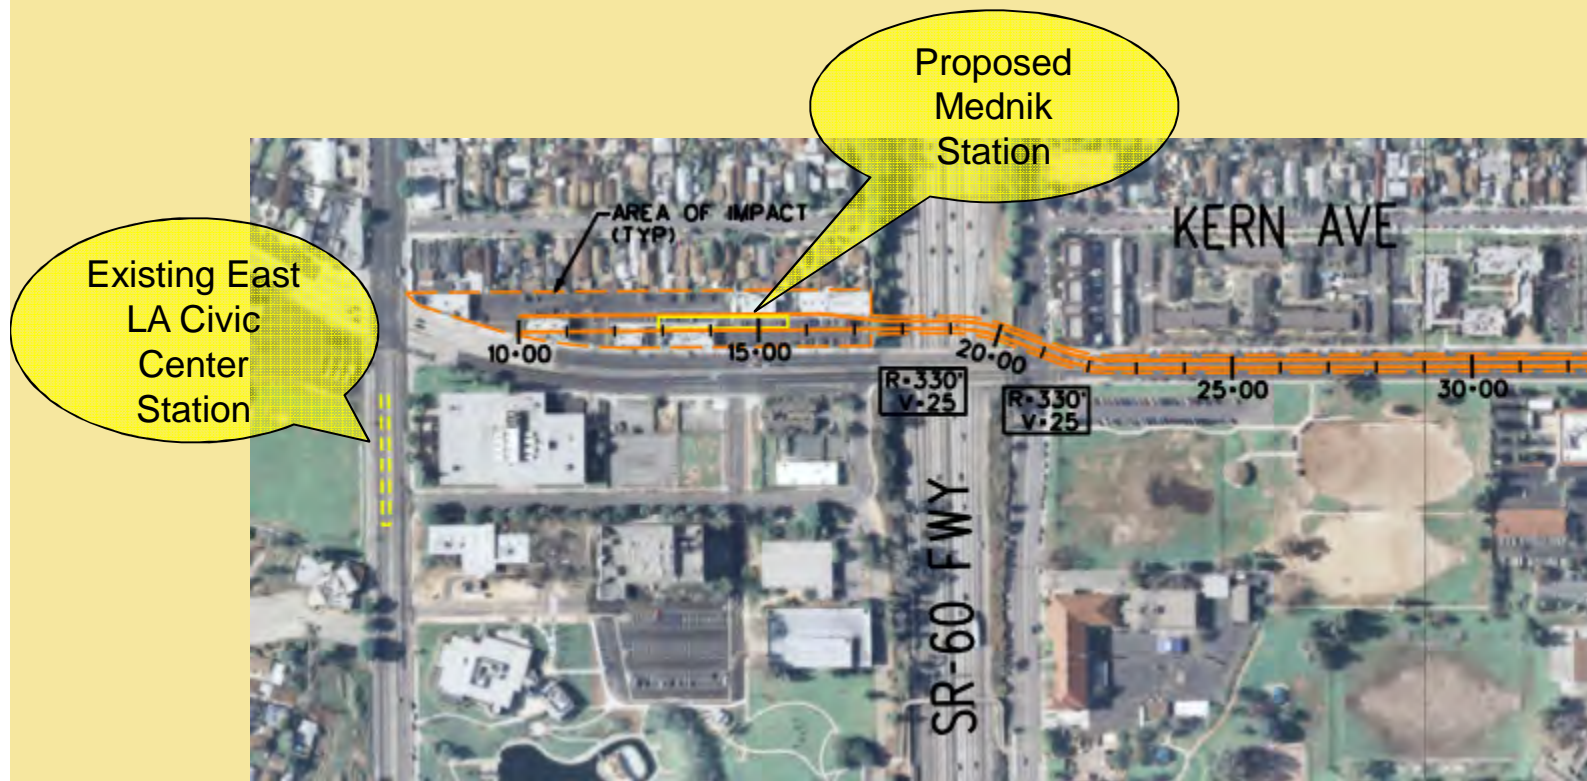 Proposed
Mednik
Station
Existing East
LA Civic
Center
Station
AREA OF IMPACT
(TYP)
KERN AVE
10+00
15+00
20+00
25+00
30+00
R=330'
V=25
R=330'
V=25
SR-60 FWY